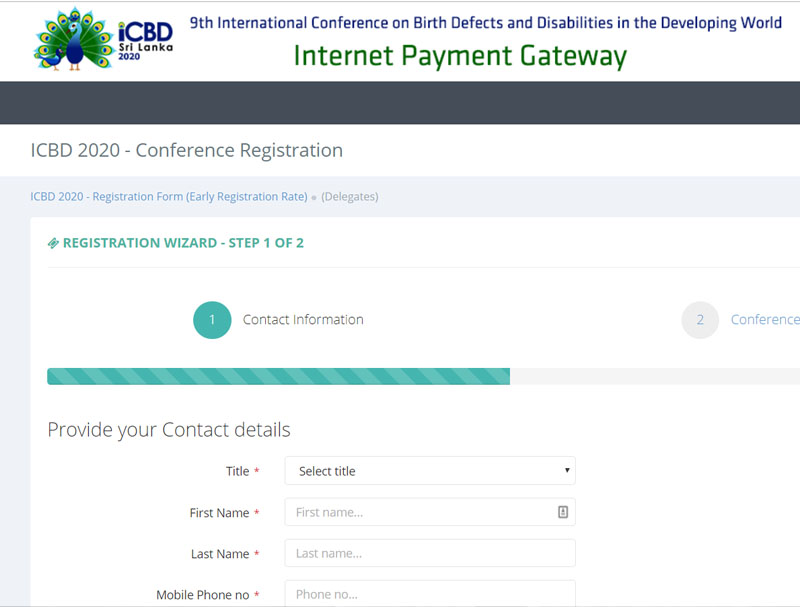 iCBD
Sri Lanka
2020
9th International Conference on Birth Defects and Disabilities in the Developing World
Internet Payment Gateway
ICBD 2020 - Conference Registration
ICBD 2020 - Registration Form (Early Registration Rate) (Delegates)
REGISTRATION WIZARD - STEP 1 OF 2
1 Contact Information 2 Conference
Provide your Contact details
Title * Select title
First Name * First name...
Last Name * Last name...
Mobile Phone no * Phone no...